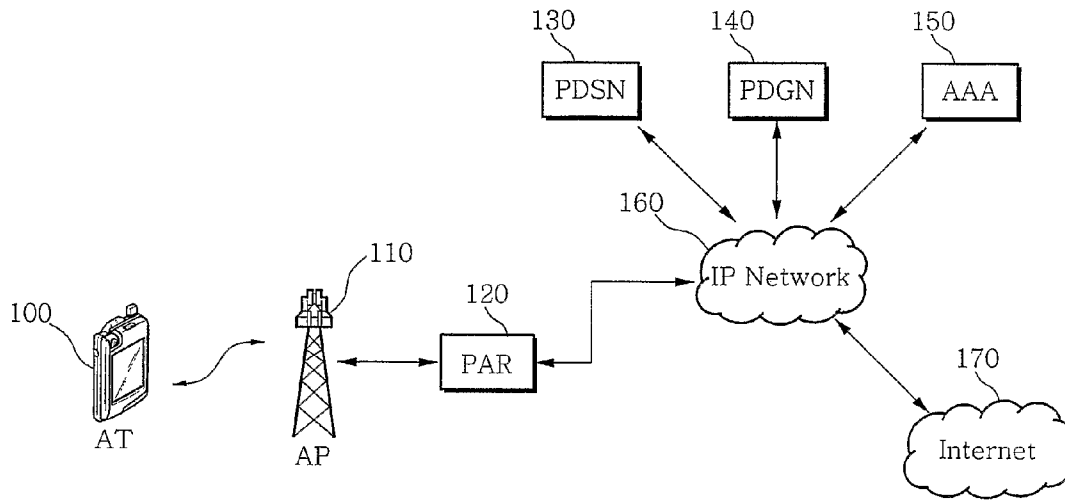 130
140
150
PDSN
PDGN
AAA
160
IP Network
110
100
120
PAR
170
AT
AP
Internet